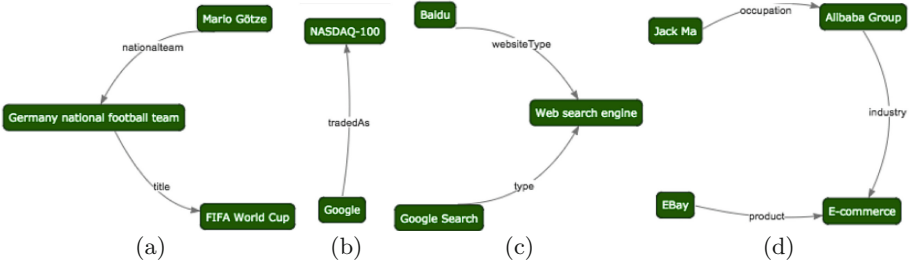 Mario Götze
nationalteam
Germany national football team
title
FIFA World Cup
(a)
NASDAQ-100
tradedAs
Google
(b)
Baidu
websiteType
Web search engine
type
Google Search
(c)
Jack Ma
occupation
Alibaba Group
industry
EBay
product
E-commerce
(d)